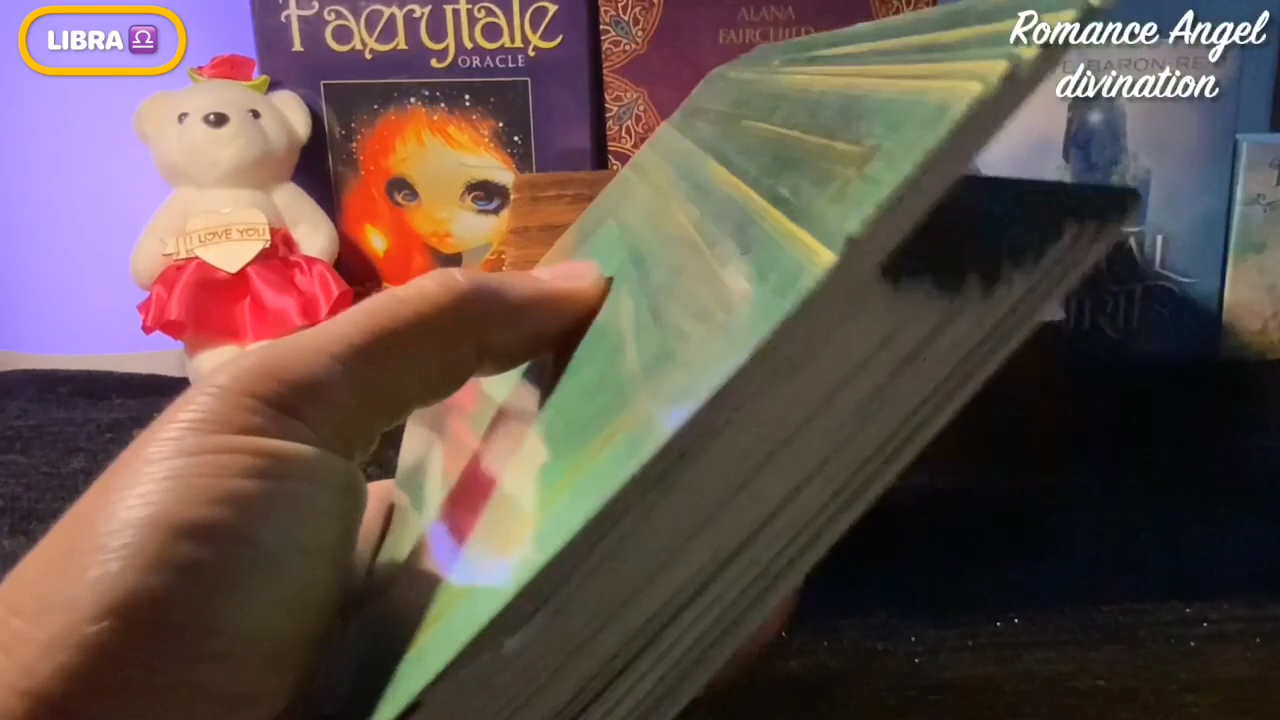 LIBRA ♎
Romance Angel
divination
Faerytale
ORACLE
ALANA
FAIRCHILD
I LOVE YOU